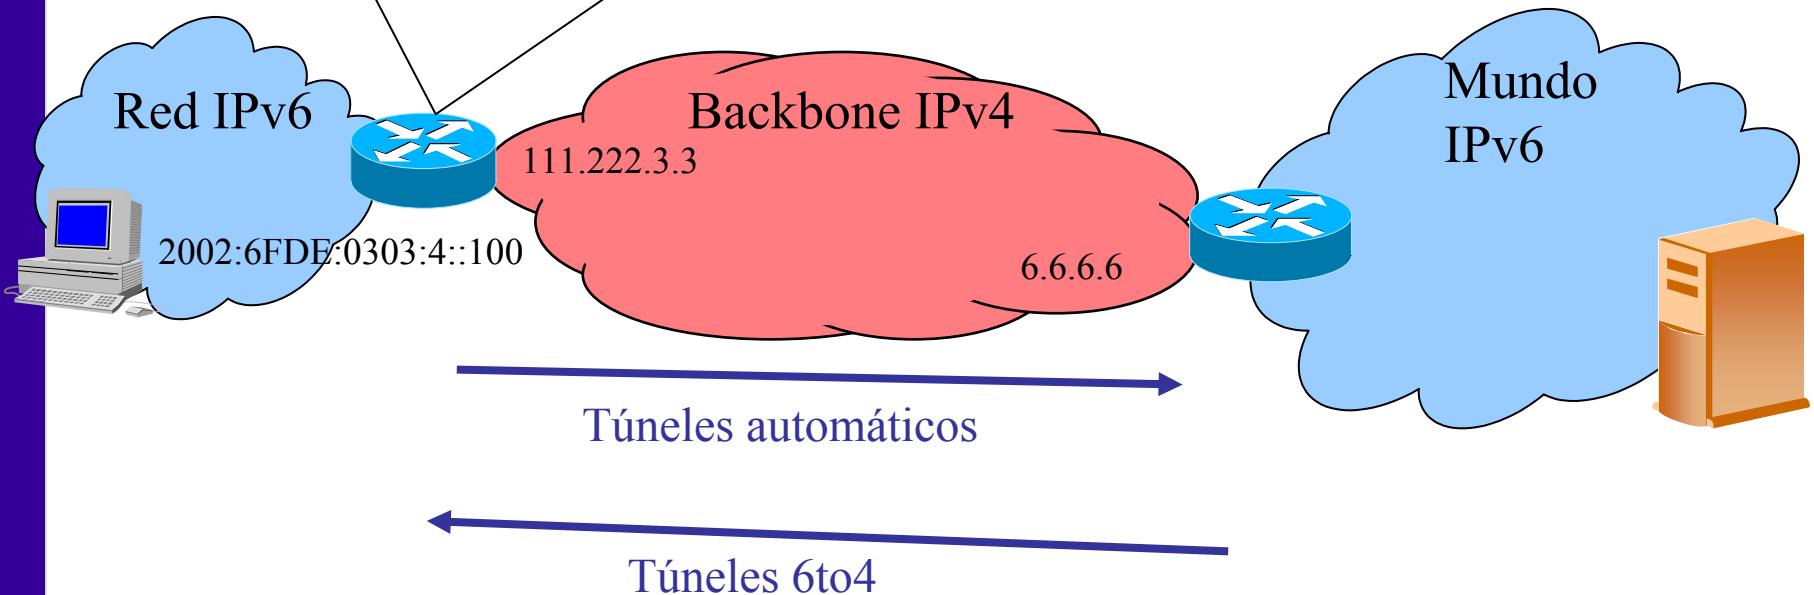 Red IPv6
Backbone IPv4
Mundo
IPv6
111.222.3.3
2002:6FDE:0303:4::100
6.6.6.6
Túneles automáticos
Túneles 6to4